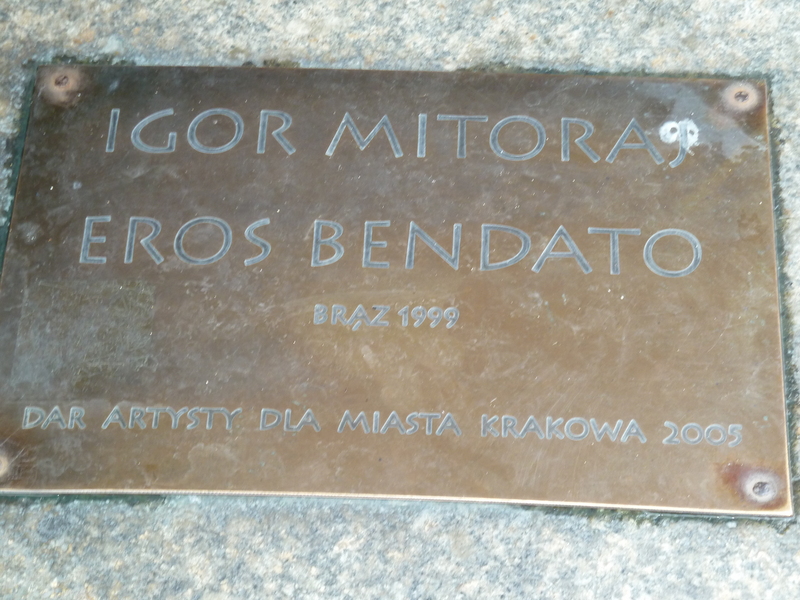 IGOR MITORAJ
EROS BENDATO
BRĄZ 1999
DAR ARTYSTY DLA MIASTA KRAKOWA 2005